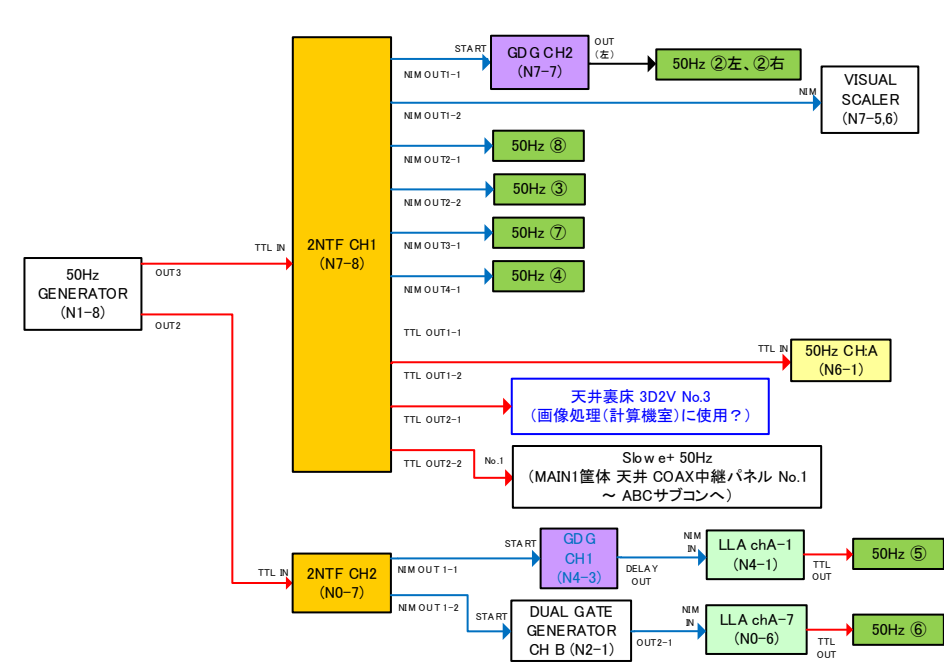 50Hz
GENERATOR
(N1-8)
OUT3
OUT2
TTL IN
2NTF CH1
(N7-8)
NIM OUT1-1
START
GDG CH2
(N7-7)
OUT
(左)
50Hz ②左、②右
NIM OUT1-2
NIM
VISUAL
SCALER
(N7-5,6)
NIM OUT2-1
50Hz ⑧
NIM OUT2-2
50Hz ③
NIM OUT3-1
50Hz ⑦
NIM OUT4-1
50Hz ④
TTL OUT1-1
TTL OUT1-2
TTL IN
50Hz CH:A
(N6-1)
TTL OUT2-1
天井裏床 3D2V No.3
(画像処理(計算機室)に使用?)
TTL OUT2-2
No.1
Slow e+ 50Hz
(MAIN1筐体 天井 COAX中継パネル No.1
~ ABCサブコンへ)
TTL IN
2NTF CH2
(N0-7)
NIM OUT 1-1
START
GDG
CH1
(N4-3)
DELAY
OUT
NIM
IN
LLA chA-1
(N4-1)
TTL
OUT
50Hz ⑤
NIM OUT 1-2
START
DUAL GATE
GENERATOR
CH B (N2-1)
OUT2-1
NIM
IN
LLA chA-7
(N0-6)
TTL
OUT
50Hz ⑥